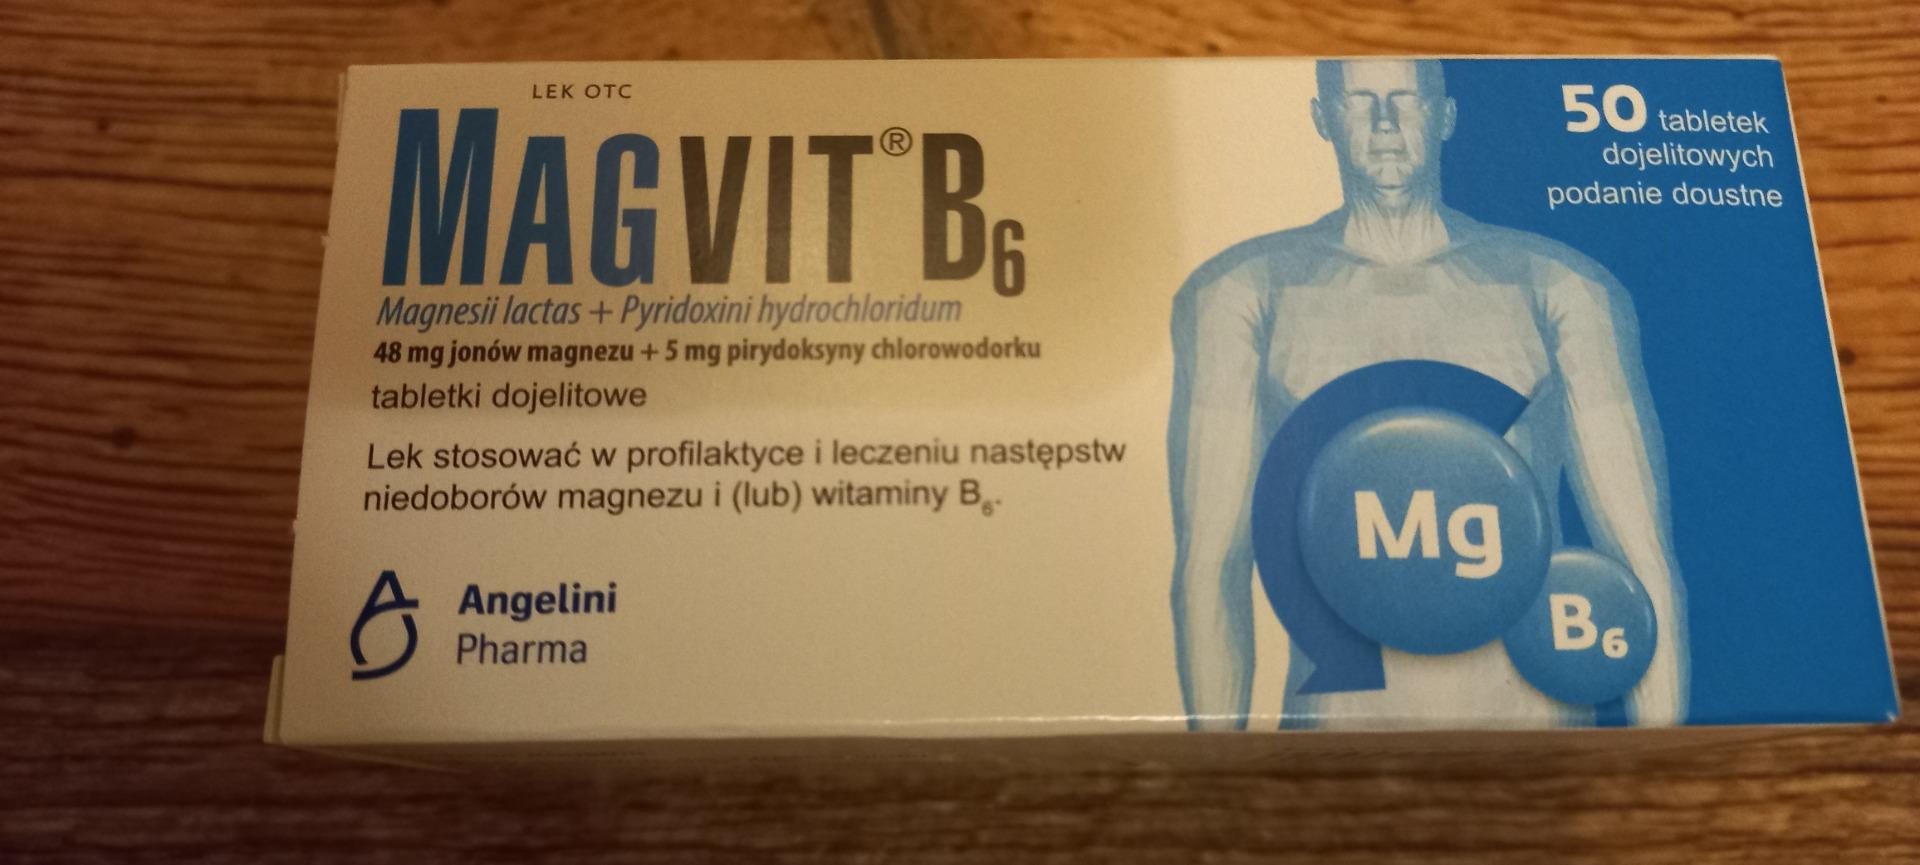 LEK OTC
MAGVIT® B6
Magnesii lactas + Pyridoxini hydrochloridum
48 mg jonów magnezu + 5 mg pirydoksyny chlorowodorku
tabletki dojelitowe
Lek stosować w profilaktyce i leczeniu następstw
niedoborów magnezu i (lub) witaminy B6.
Angelini
Pharma
50 tabletek
dojelitowych
podanie doustne
Mg
B6